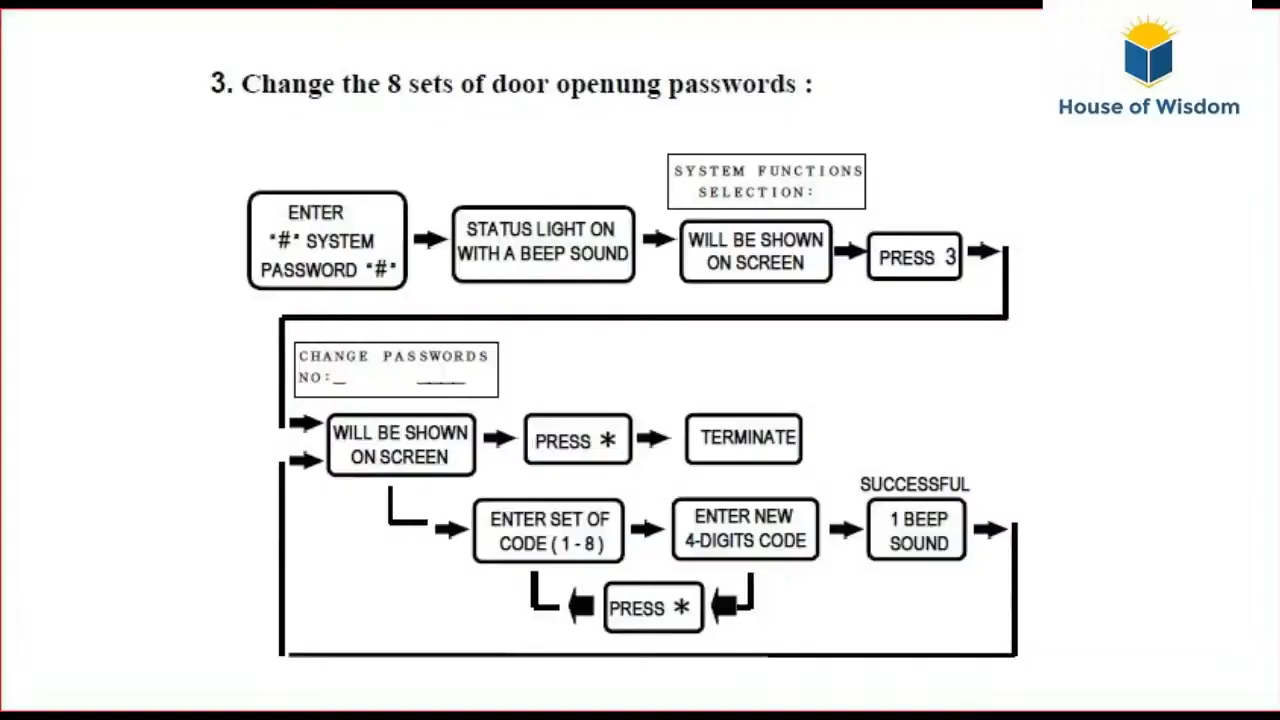 3. Change the 8 sets of door openung passwords :
House of Wisdom
SYSTEM FUNCTIONS
SELECTION:
ENTER
"#" SYSTEM
PASSWORD "#"
STATUS LIGHT ON
WITH A BEEP SOUND
WILL BE SHOWN
ON SCREEN
PRESS 3
CHANGE PASSWORDS
NO:_ ____
WILL BE SHOWN
ON SCREEN
PRESS *
TERMINATE
ENTER SET OF
CODE ( 1 - 8 )
ENTER NEW
4-DIGITS CODE
SUCCESSFUL
1 BEEP
SOUND
PRESS *